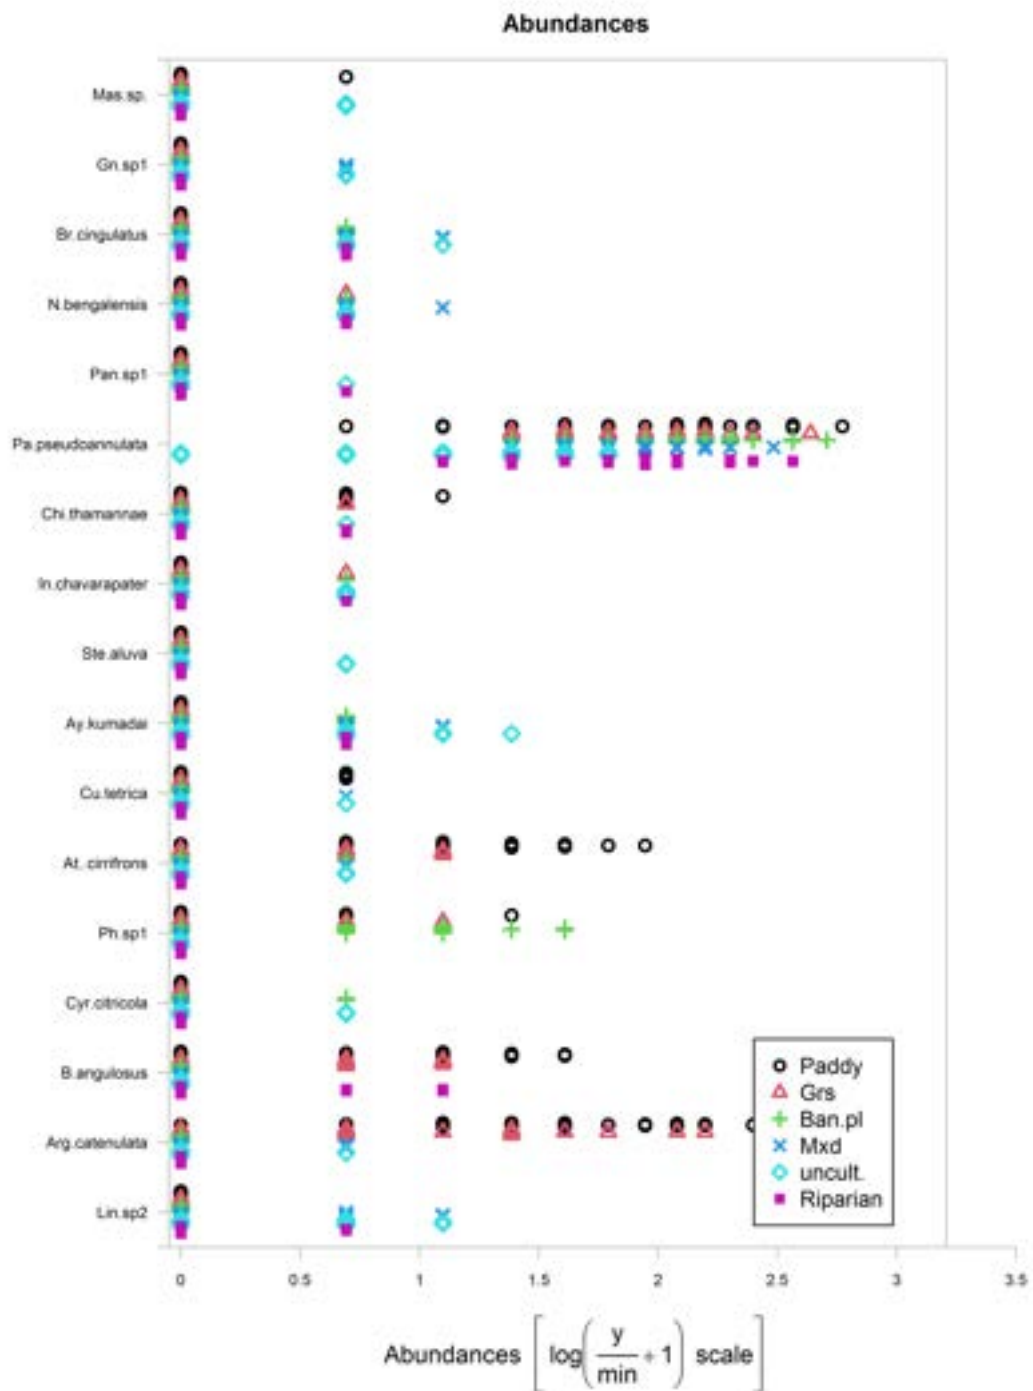 Abundances
Mas.sp.
Gn.sp1
Br.cingulatus
N.bengalensis
Pan.sp1
Pa.pseudoannulata
Chi.thamannae
In.chavarapater
Ste.aluva
Ay.kumadai
Cu.tetrica
At. cirrifrons
Ph.sp1
Cyr.citricola
B.angulosus
Arg.catenulata
Lin.sp2
Paddy
Grs
Ban.pl
Mxd
uncult.
Riparian
0 0.5 1 1.5 2 2.5 3 3.5
Abundances [log(y/min + 1) scale]